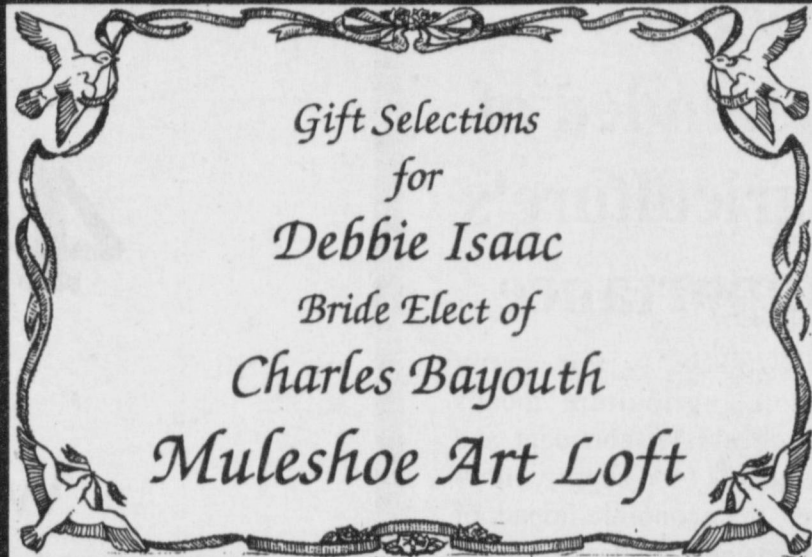 Gift Selections
for
Debbie Isaac
Bride Elect of
Charles Bayouth
Muleshoe Art Loft